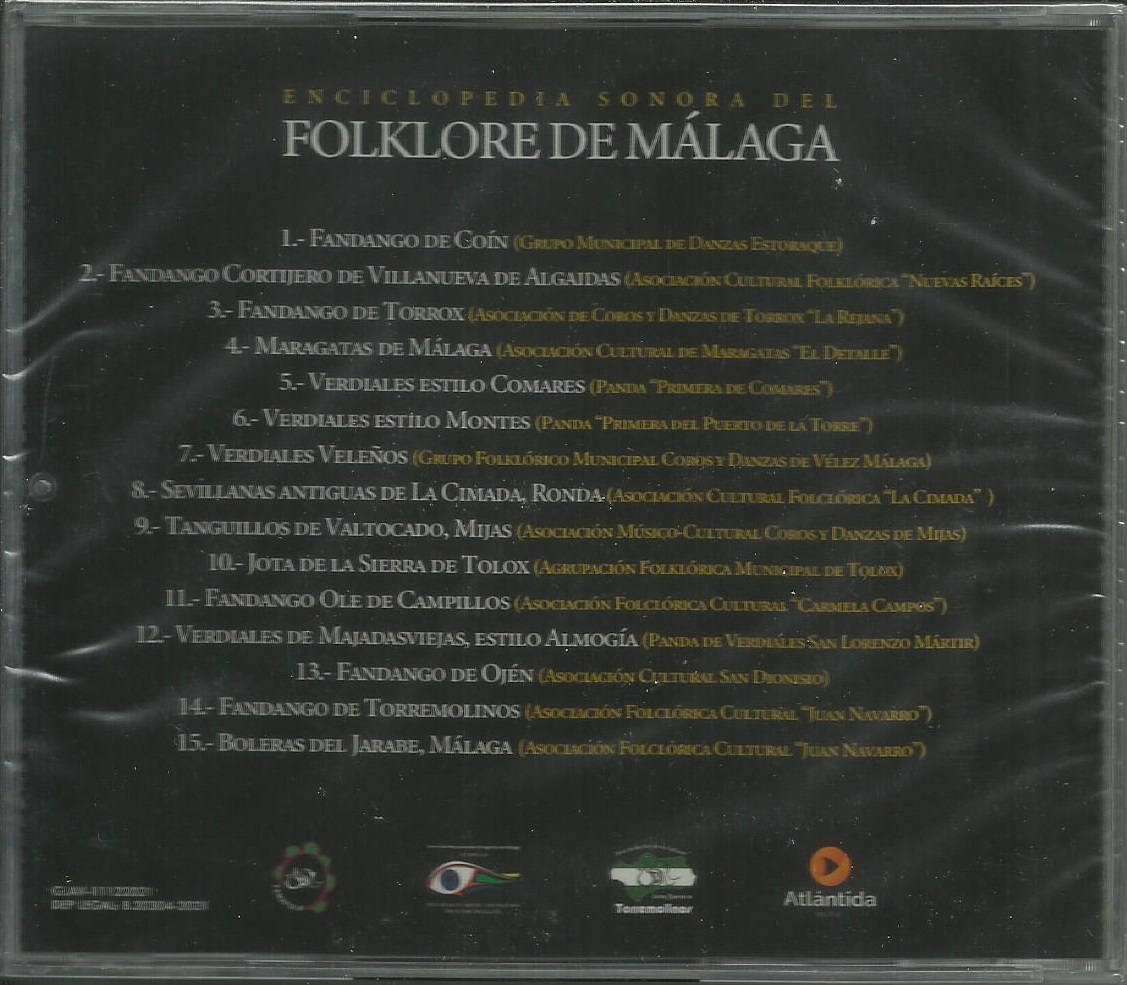 ENCICLOPEDIA SONORA DEL
FOLKLORE DE MÁLAGA
1.- FANDANGO DE COÍN (GRUPO MUNICIPAL DE DANZAS ESTORAQUE)
2.- FANDANGO CORTIJERO DE VILLANUEVA DE ALGAIDAS (ASOCIACIÓN CULTURAL FOLKLÓRICA "NUEVAS RAÍCES")
3.- FANDANGO DE TORROX (ASOCIACIÓN DE COROS Y DANZAS DE TORROX "LA REJANA")
4.- MARAGATAS DE MÁLAGA (ASOCIACIÓN CULTURAL DE MARAGATAS "EL DETALLE")
5.- VERDIALES ESTILO COMARES (PANDA "PRIMERA DE COMARES")
6.- VERDIALES ESTILO MONTES (PANDA "PRIMERA DEL PUERTO DE LA TORRE")
7.- VERDIALES VELEÑOS (GRUPO FOLKLÓRICO MUNICIPAL COROS Y DANZAS DE VÉLEZ MÁLAGA)
8.- SEVILLANAS ANTIGUAS DE LA CIMADA, RONDA (ASOCIACIÓN CULTURAL FOLCLÓRICA "LA CIMADA" )
9.- TANGUILLOS DE VALTOCADO, MIJAS (ASOCIACIÓN MÚSICO-CULTURAL COROS Y DANZAS DE MIJAS)
10.- JOTA DE LA SIERRA DE TOLOX (AGRUPACIÓN FOLKLÓRICA MUNICIPAL DE TOLOX)
11.- FANDANGO OLE DE CAMPILLOS (ASOCIACIÓN FOLCLÓRICA CULTURAL "CARMELA CAMPOS")
12.- VERDIALES DE MAJADASVIEJAS, ESTILO ALMOGÍA (PANDA DE VERDIALES SAN LORENZO MÁRTIR)
13.- FANDANGO DE OJÉN (ASOCIACIÓN CULTURAL SAN DIONISIO)
14.- FANDANGO DE TORREMOLINOS (ASOCIACIÓN FOLCLÓRICA CULTURAL "JUAN NAVARRO")
15.- BOLERAS DEL JARABE, MÁLAGA (ASOCIACIÓN FOLCLÓRICA CULTURAL "JUAN NAVARRO")
DEP LEGAL: B.20304-2021
Torremolinos
Atlántida